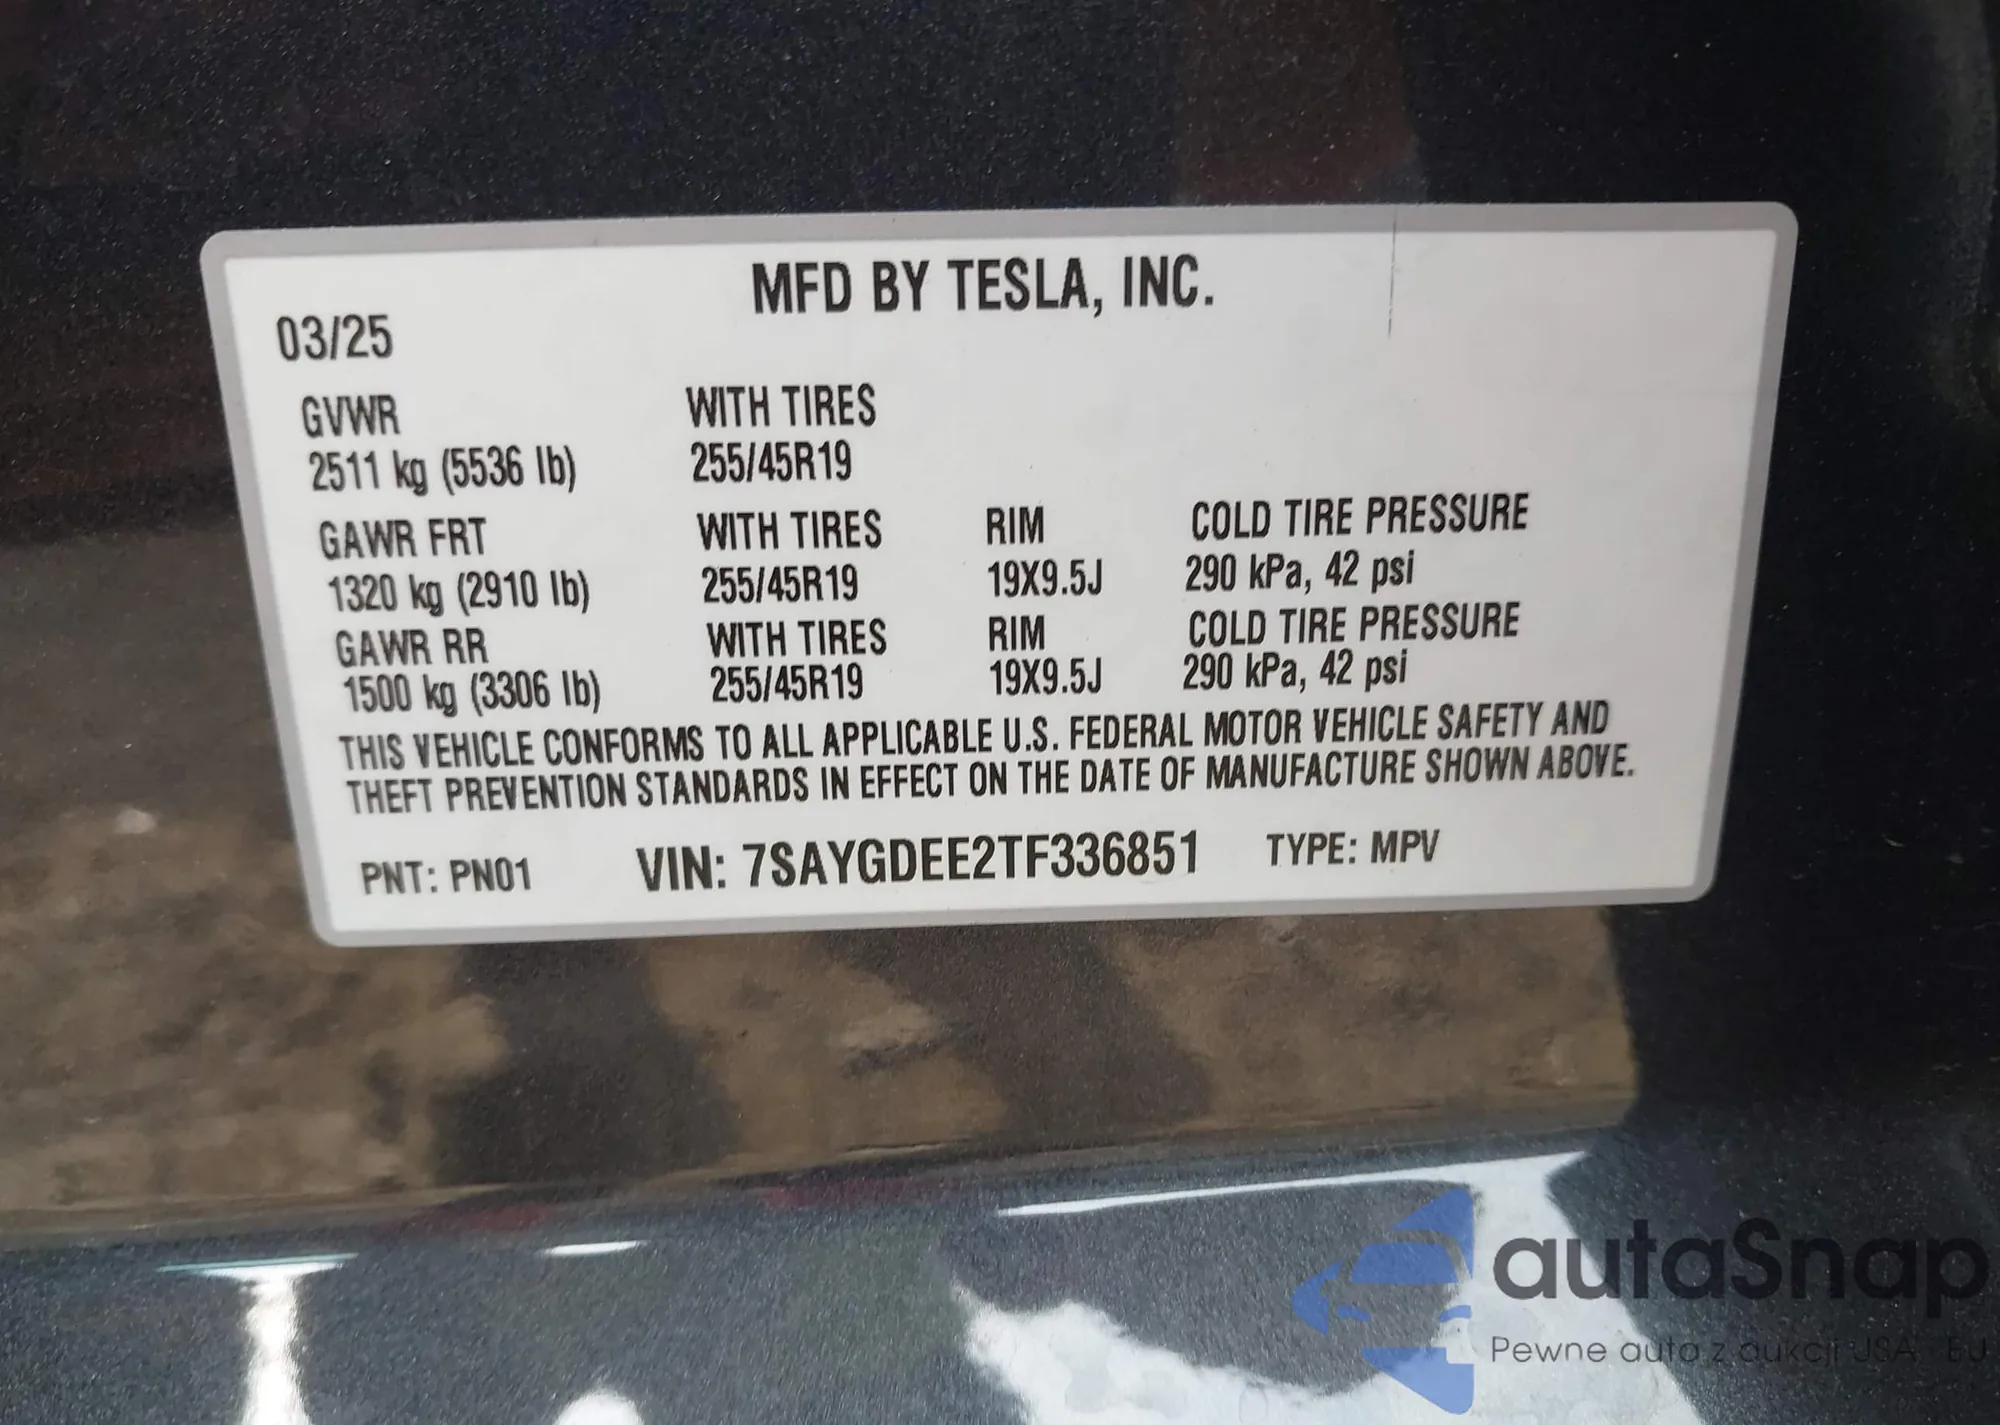 MFD BY TESLA, INC.
03/25
GVWR WITH TIRES
2511 kg (5536 lb) 255/45R19
GAWR FRT WITH TIRES RIM COLD TIRE PRESSURE
1320 kg (2910 lb) 255/45R19 19X9.5J 290 kPa, 42 psi
GAWR RR WITH TIRES RIM COLD TIRE PRESSURE
1500 kg (3306 lb) 255/45R19 19X9.5J 290 kPa, 42 psi
THIS VEHICLE CONFORMS TO ALL APPLICABLE U.S. FEDERAL MOTOR VEHICLE SAFETY AND
THEFT PREVENTION STANDARDS IN EFFECT ON THE DATE OF MANUFACTURE SHOWN ABOVE.
PNT: PN01 VIN: 7SAYGDEE2TF336851 TYPE: MPV
autaSnap
Pewne auta z aukcji USA i EU